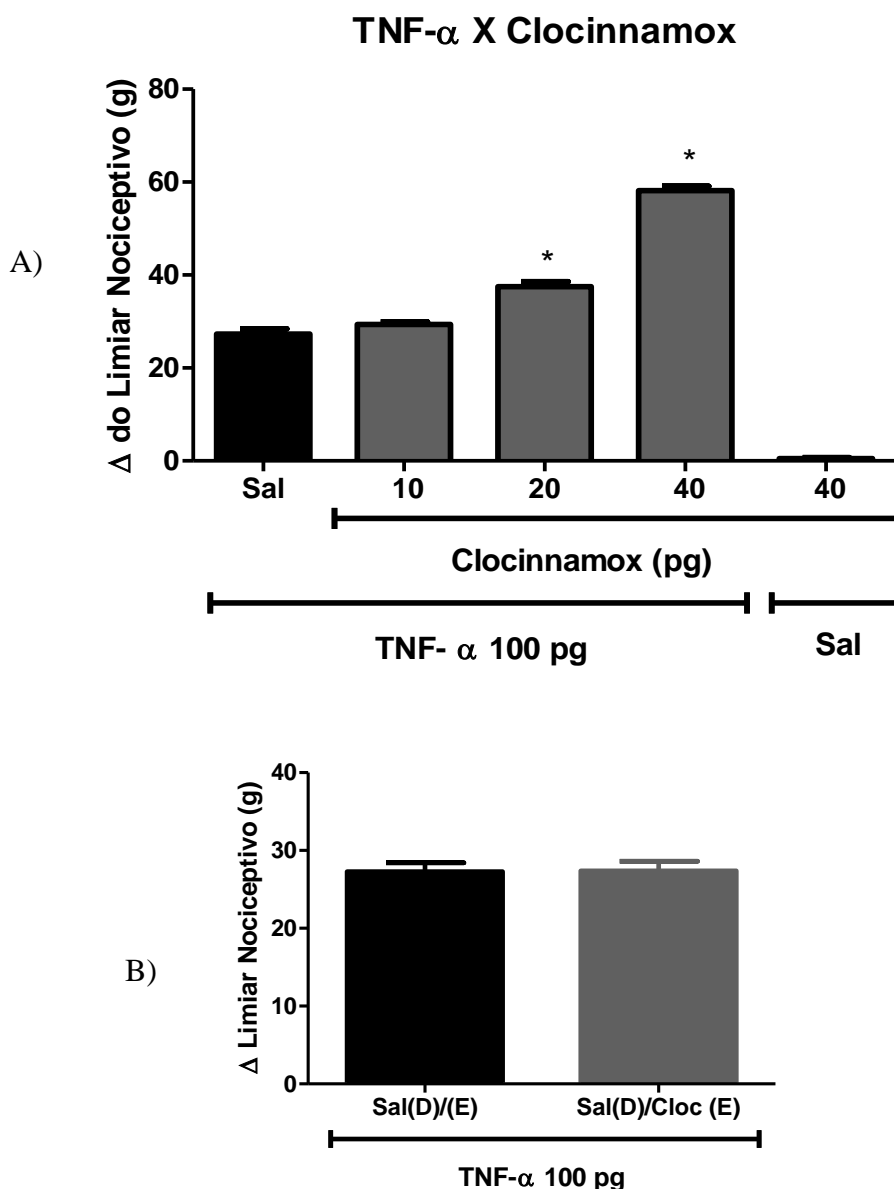 TNF-α X Clocinnamox
A)
Δ do Limiar Nociceptivo (g)
80
60
40
20
0
*
*
Sal 10 20 40 40
Clocinnamox (pg)
TNF- α 100 pg Sal
B)
Δ Limiar Nociceptivo (g)
40
30
20
10
0
Sal(D)/(E) Sal(D)/Cloc (E)
TNF-α 100 pg